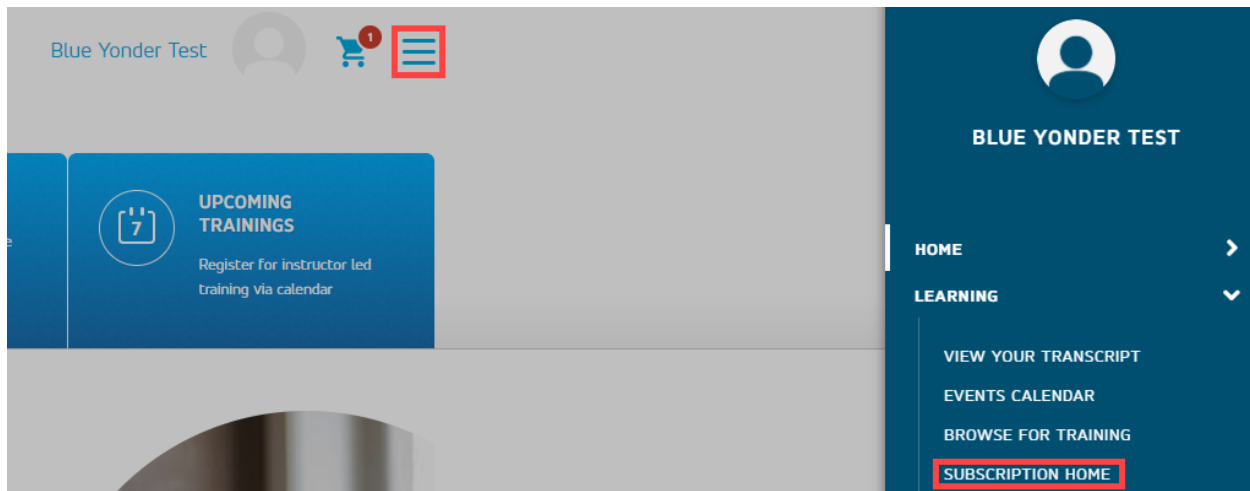 Blue Yonder Test
1
UPCOMING
TRAININGS
7
Register for instructor led
training via calendar
e
BLUE YONDER TEST
HOME
LEARNING
VIEW YOUR TRANSCRIPT
EVENTS CALENDAR
BROWSE FOR TRAINING
SUBSCRIPTION HOME